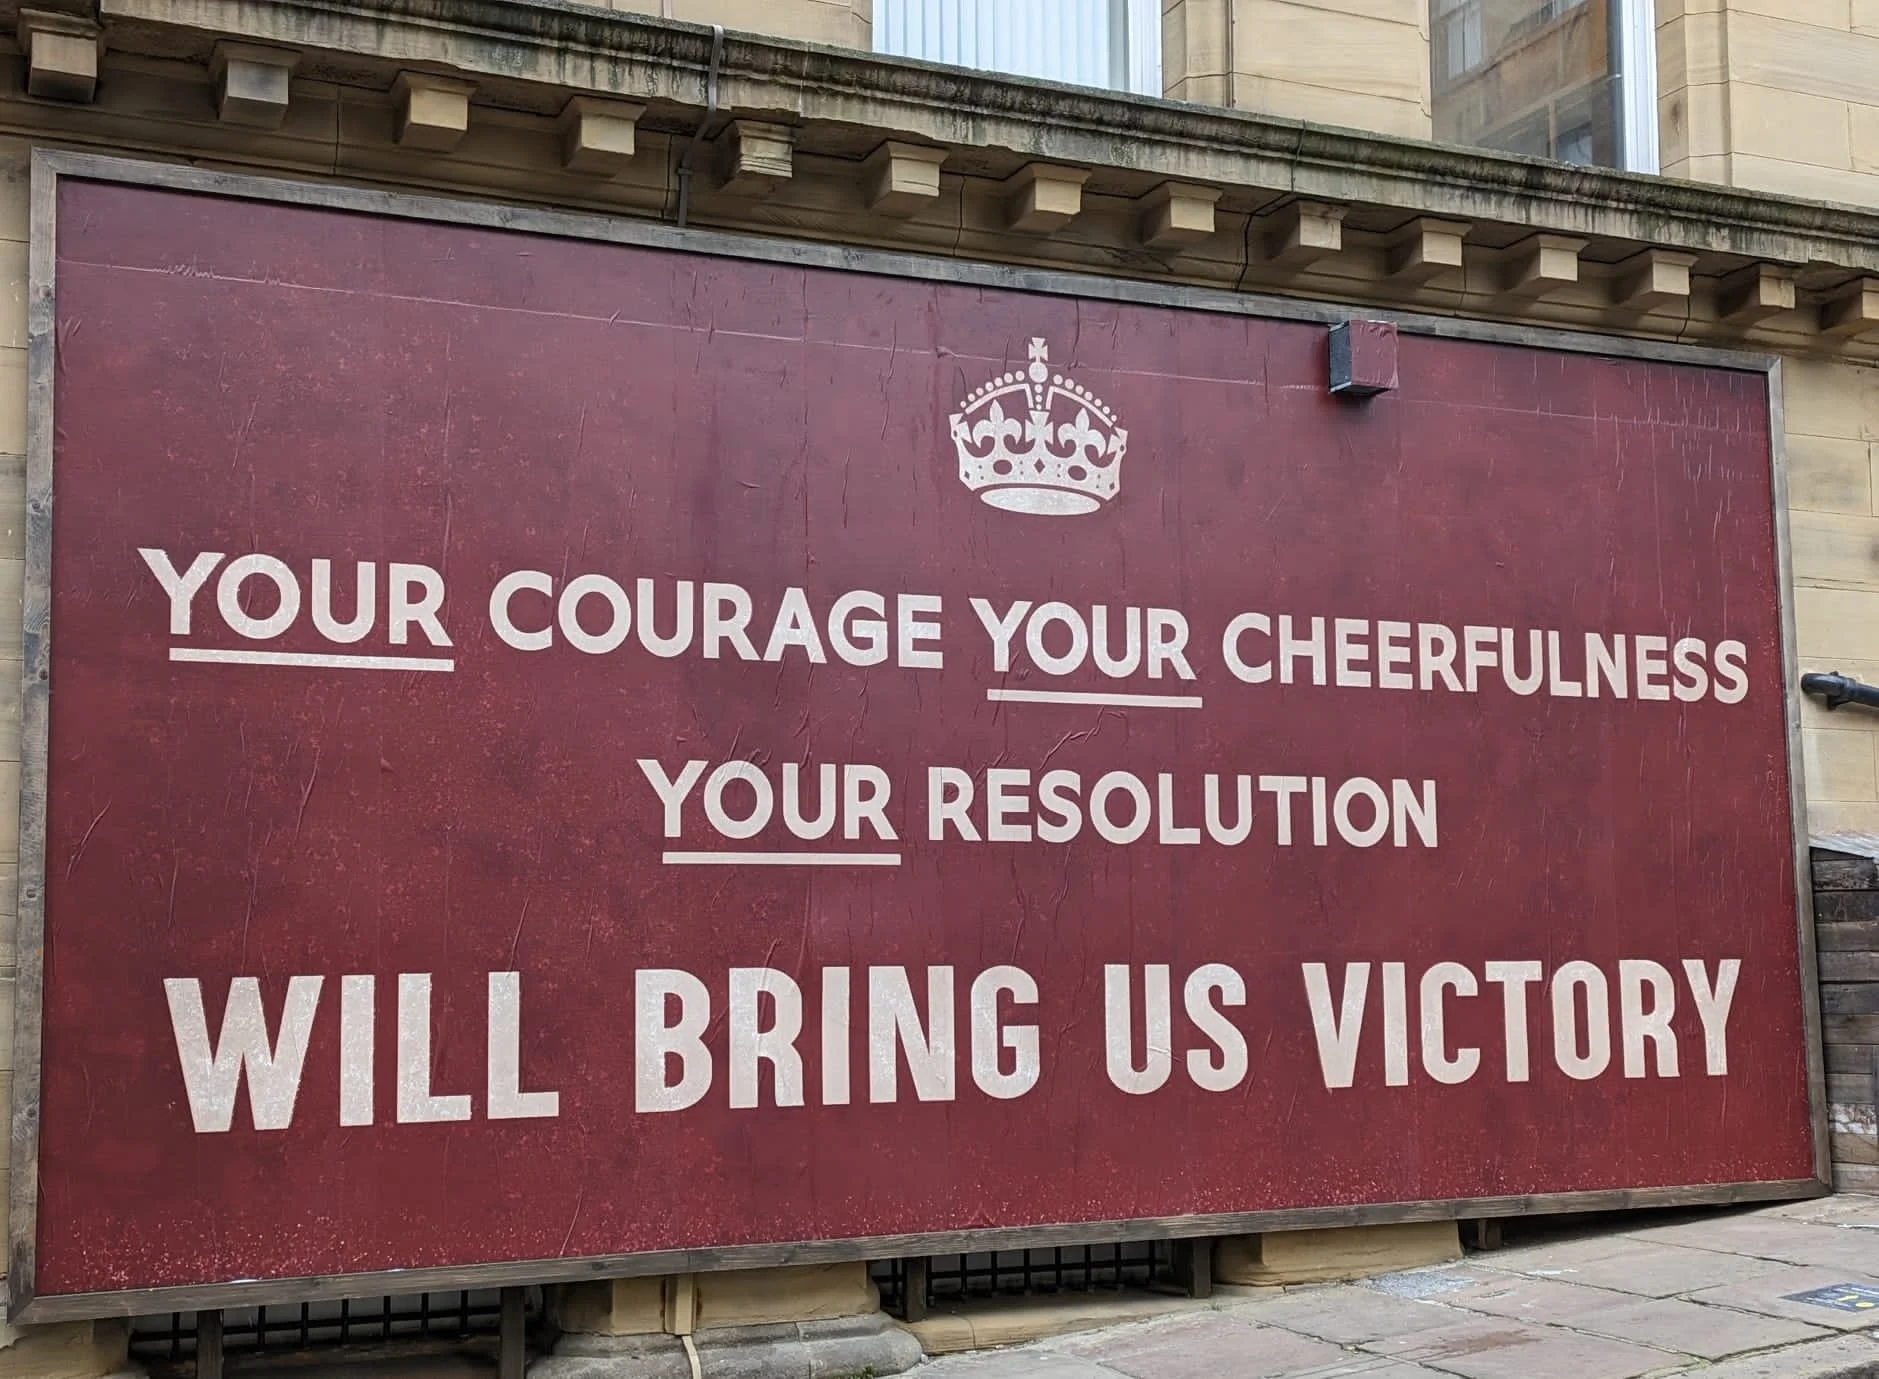 YOUR COURAGE YOUR CHEERFULNESS
YOUR RESOLUTION
WILL BRING US VICTORY